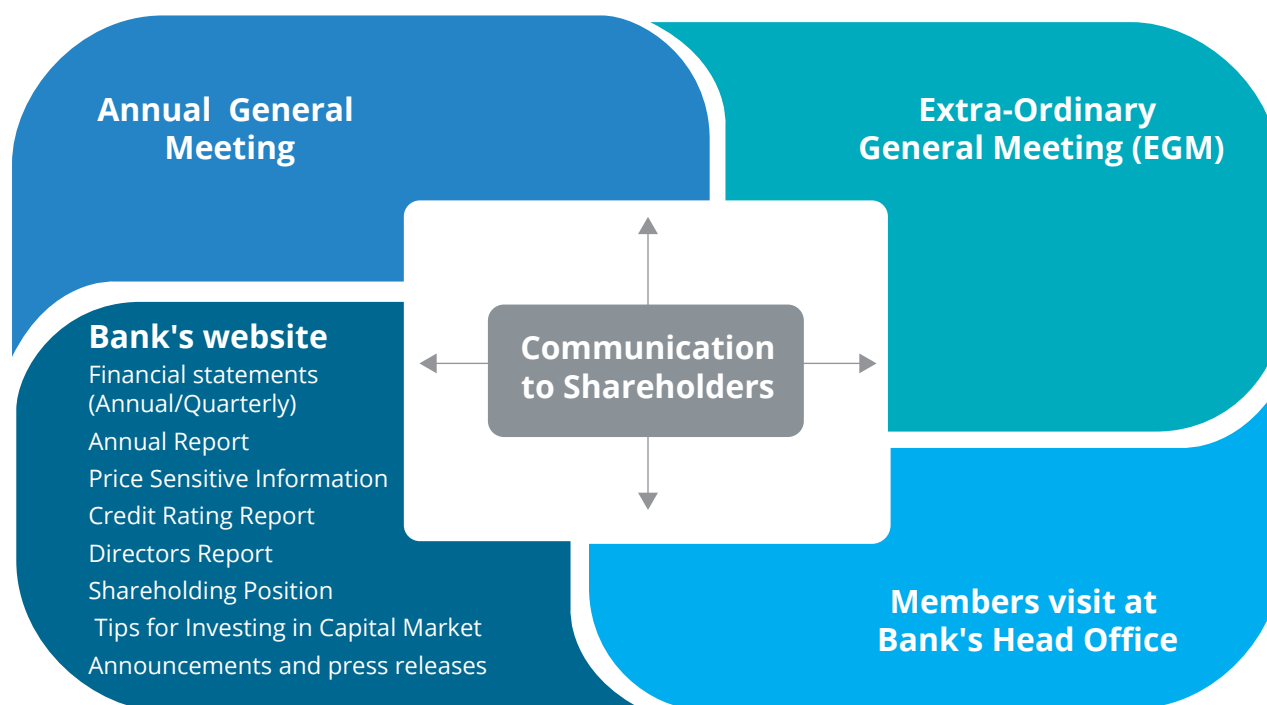 Annual General
Meeting
Extra-Ordinary
General Meeting (EGM)
Communication
to Shareholders
Bank's website
Financial statements
(Annual/Quarterly)
Annual Report
Price Sensitive Information
Credit Rating Report
Directors Report
Shareholding Position
Tips for Investing in Capital Market
Announcements and press releases
Members visit at
Bank's Head Office